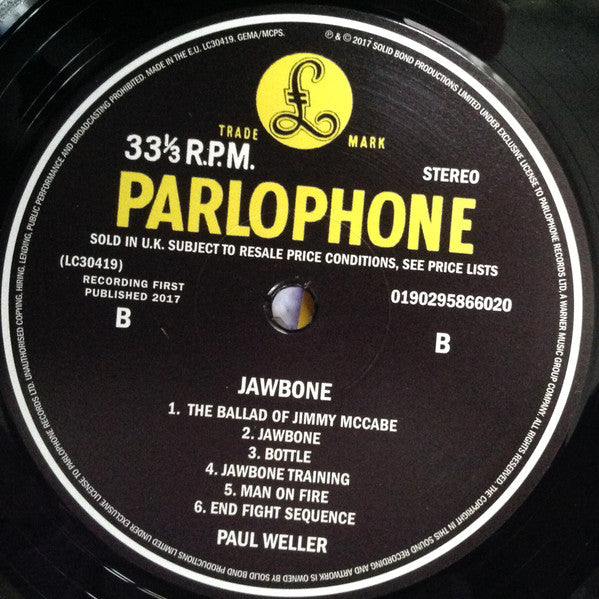 ℗ & © 2017 SOLID BOND PRODUCTIONS LIMITED UNDER EXCLUSIVE LICENSE TO PARLOPHONE RECORDS LTD, A WARNER MUSIC GROUP COMPANY. ALL RIGHTS RESERVED. THE COPYRIGHT IN THIS SOUND RECORDING AND ARTWORK IS OWNED BY SOLID BOND PRODUCTIONS LIMITED UNDER EXCLUSIVE LICENSE TO PARLOPHONE RECORDS LTD. UNAUTHORISED COPYING, HIRING, LENDING, PUBLIC PERFORMANCE AND BROADCASTING PROHIBITED. MADE IN THE E.U. LC30419. GEMA/MCPS.
£
TRADE MARK
33⅓ R.P.M.
STEREO
PARLOPHONE
SOLD IN U.K. SUBJECT TO RESALE PRICE CONDITIONS, SEE PRICE LISTS
(LC30419)
RECORDING FIRST
PUBLISHED 2017
0190295866020
B
B
JAWBONE
1. THE BALLAD OF JIMMY MCCABE
2. JAWBONE
3. BOTTLE
4. JAWBONE TRAINING
5. MAN ON FIRE
6. END FIGHT SEQUENCE
PAUL WELLER